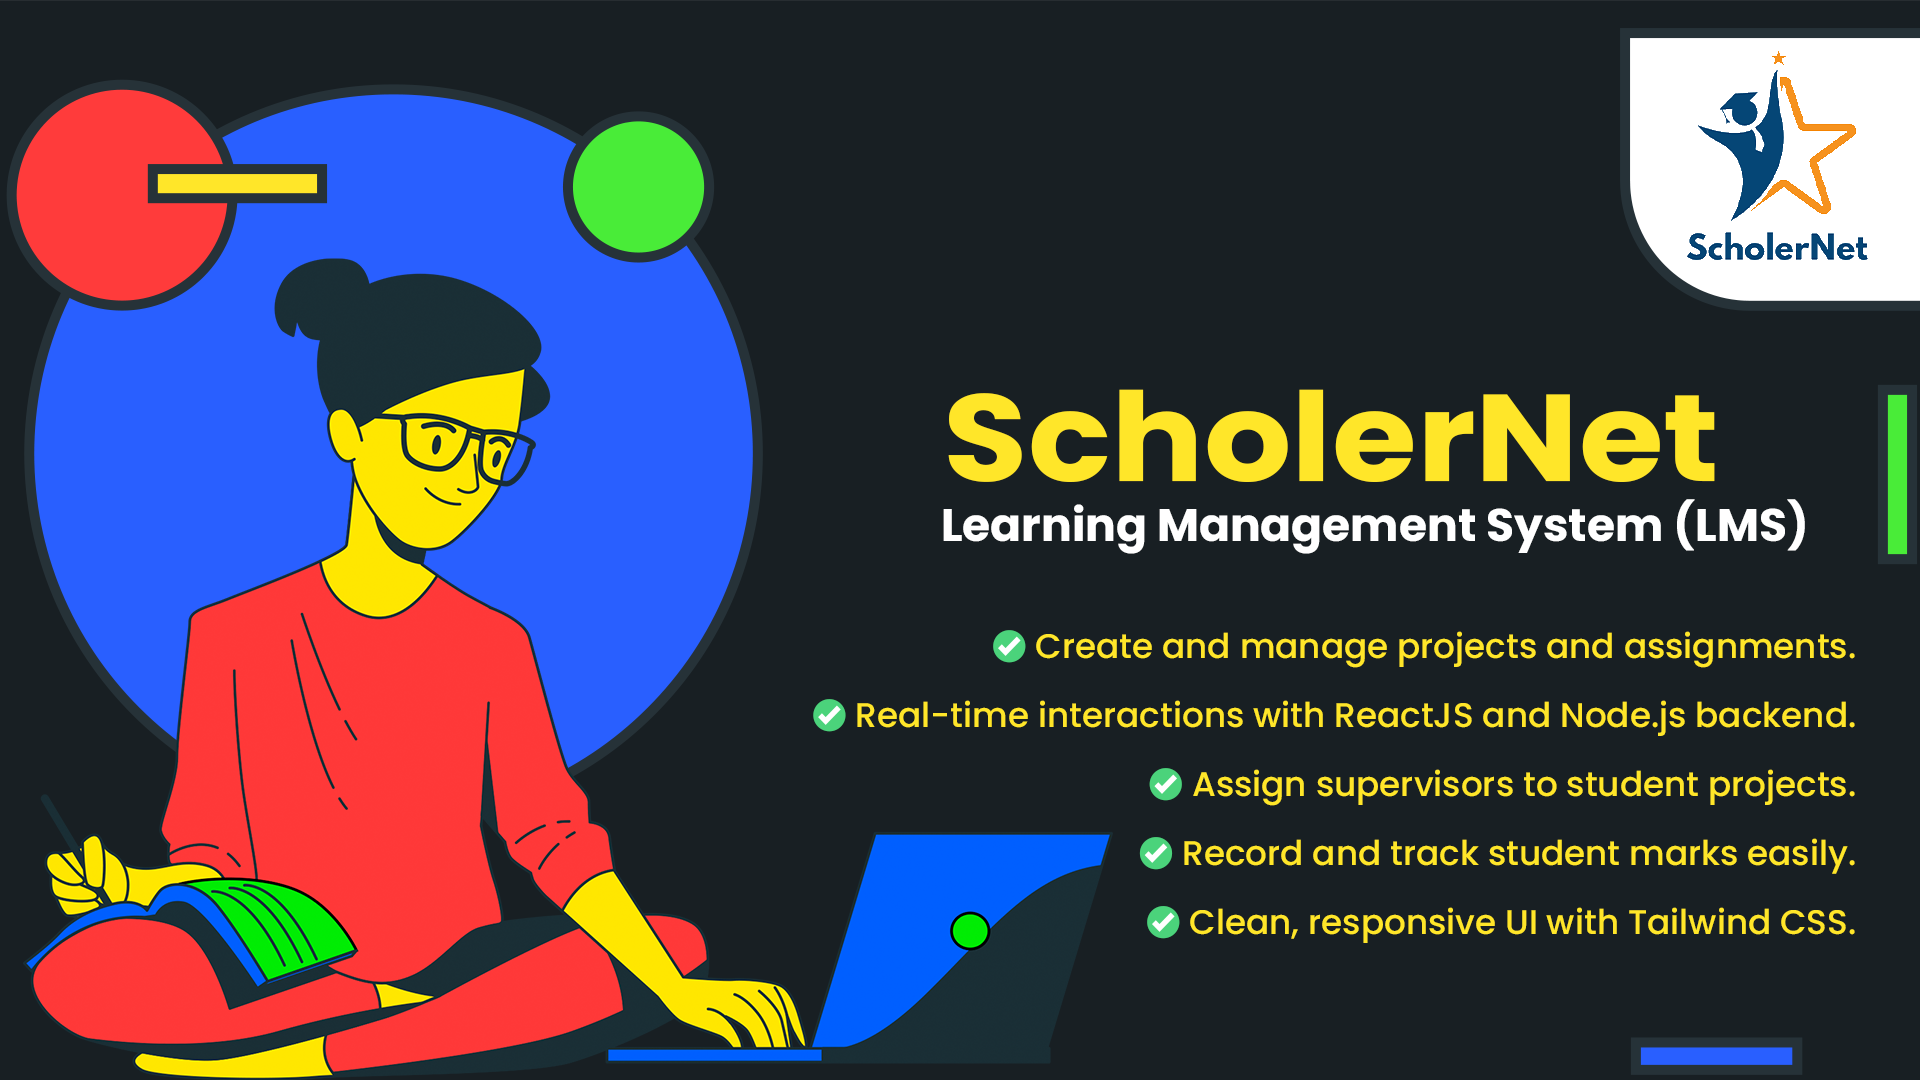 ScholerNet
ScholerNet
Learning Management System (LMS)
Create and manage projects and assignments.
Real-time interactions with ReactJS and Node.js backend.
Assign supervisors to student projects.
Record and track student marks easily.
Clean, responsive UI with Tailwind CSS.